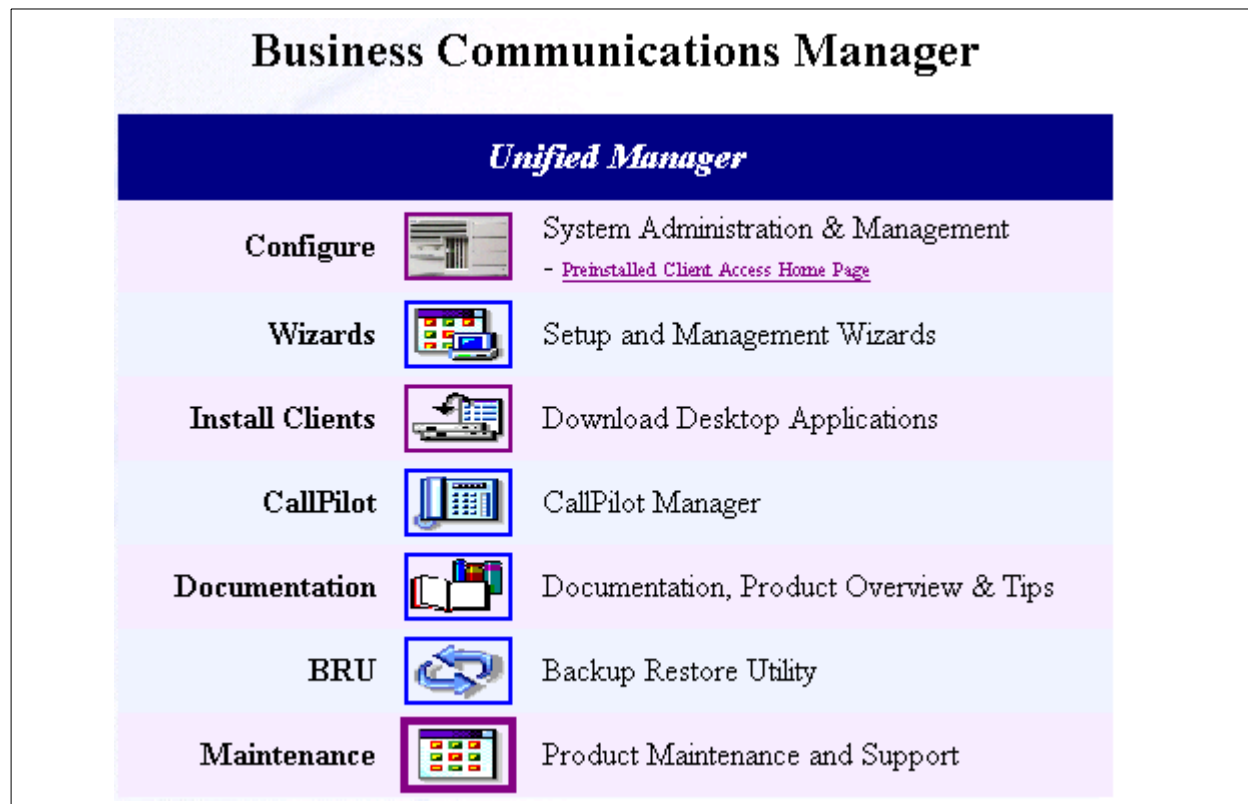 Business Communications Manager
Unified Manager
Configure
System Administration & Management
- Preinstalled Client Access Home Page
Wizards
Setup and Management Wizards
Install Clients
Download Desktop Applications
CallPilot
CallPilot Manager
Documentation
Documentation, Product Overview & Tips
BRU
Backup Restore Utility
Maintenance
Product Maintenance and Support